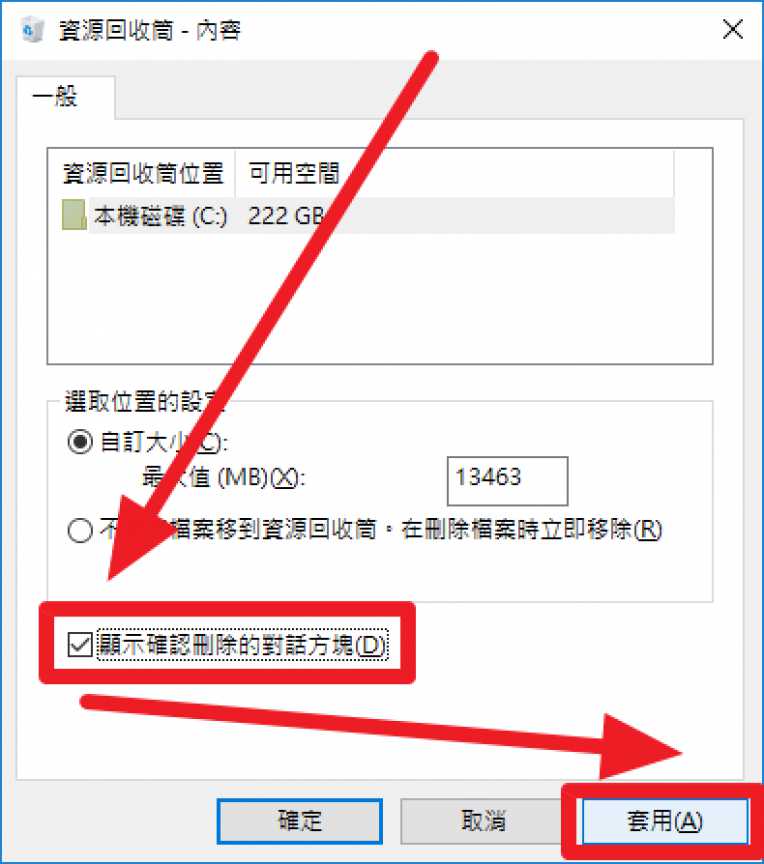 資源回收筒 - 內容
一般
資源回收筒位置 可用空間
本機磁碟 (C:) 222 GB
選取位置的設定
自訂大小(C):
最大值 (MB)(X):
13463
不 檔案移到資源回收筒。在刪除檔案時立即移除(R)
顯示確認刪除的對話方塊(D)
確定 取消 套用(A)